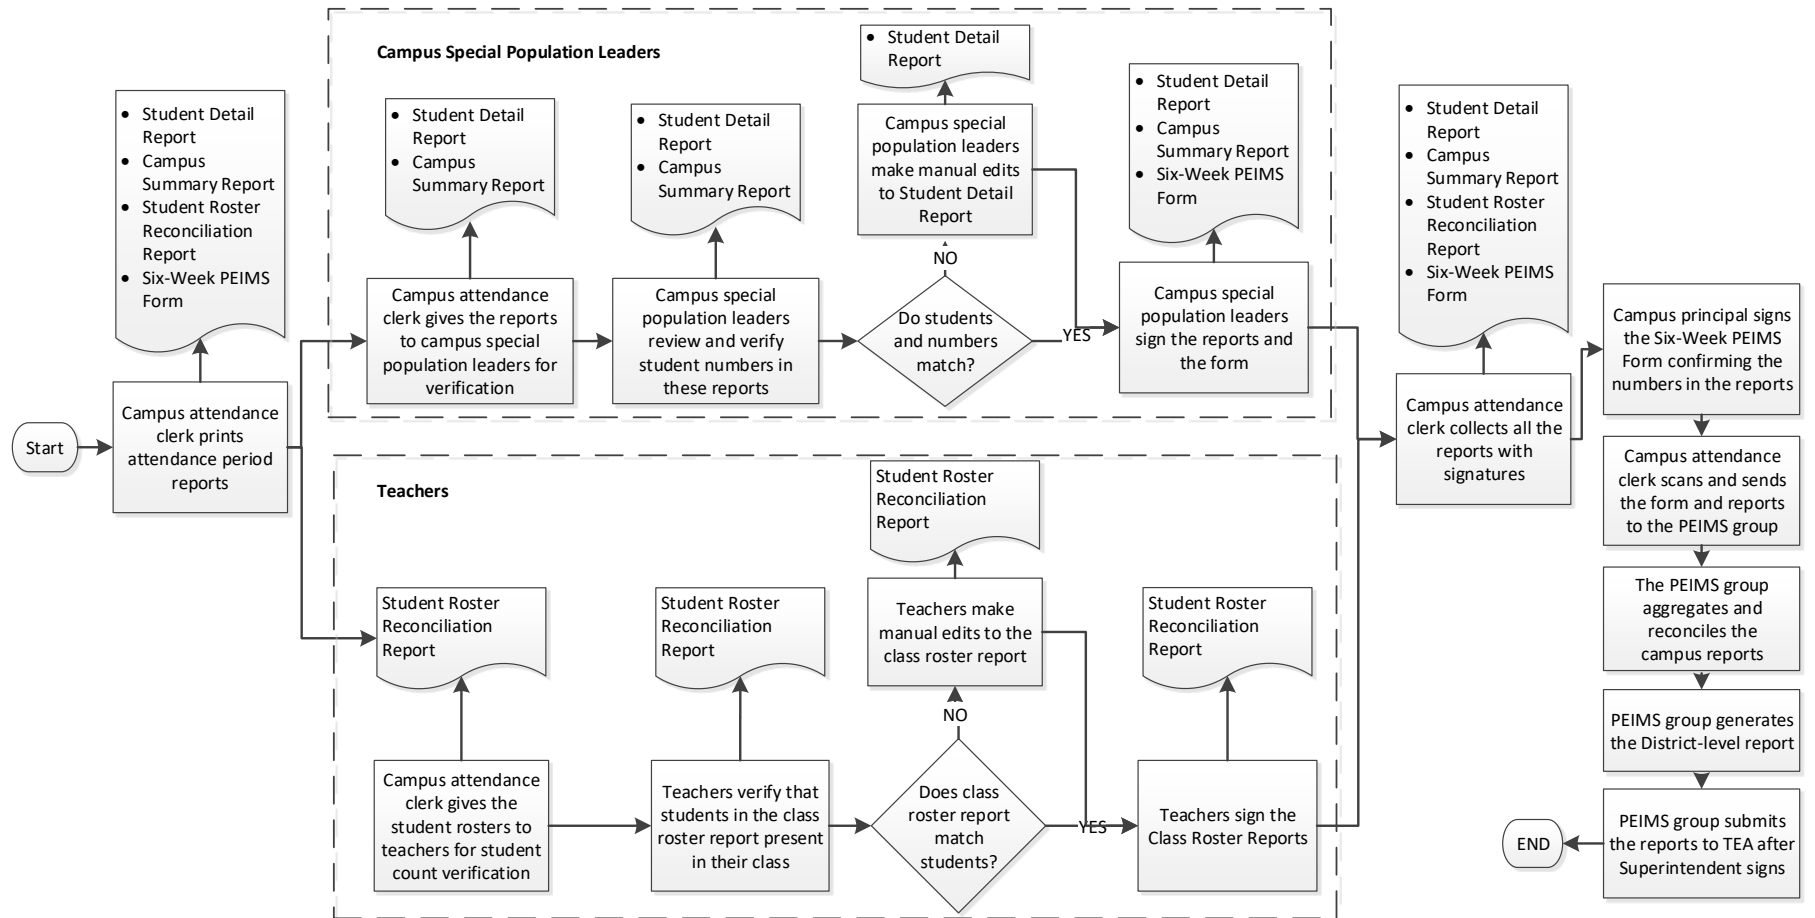 Start
• Student Detail
Report
• Campus
Summary Report
• Student Roster
Reconciliation
Report
• Six-Week PEIMS
Form
Campus attendance
clerk prints
attendance period
reports
Campus Special Population Leaders
• Student Detail
Report
• Campus
Summary Report
Campus attendance
clerk gives the reports
to campus special
population leaders for
verification
• Student Detail
Report
• Campus
Summary Report
Campus special
population leaders
review and verify
student numbers in
these reports
• Student Detail
Report
Campus special
population leaders
make manual edits
to Student Detail
Report
NO
Do students
and numbers
match?
YES
• Student Detail
Report
• Campus
Summary Report
• Six-Week PEIMS
Form
Campus special
population leaders
sign the reports and
the form
Teachers
Student Roster
Reconciliation
Report
Campus attendance
clerk gives the
student rosters to
teachers for student
count verification
Student Roster
Reconciliation
Report
Teachers verify that
students in the class
roster report present
in their class
Student Roster
Reconciliation
Report
Teachers make
manual edits to the
class roster report
NO
Does class
roster report match
students?
YES
Student Roster
Reconciliation
Report
Teachers sign the
Class Roster Reports
• Student Detail
Report
• Campus
Summary Report
• Student Roster
Reconciliation
Report
• Six-Week PEIMS
Form
Campus attendance
clerk collects all the
reports with
signatures
Campus principal signs
the Six-Week PEIMS
Form confirming the
numbers in the reports
Campus attendance
clerk scans and sends
the form and reports
to the PEIMS group
The PEIMS group
aggregates and
reconciles the
campus reports
PEIMS group generates
the District-level report
PEIMS group submits
the reports to TEA after
Superintendent signs
END